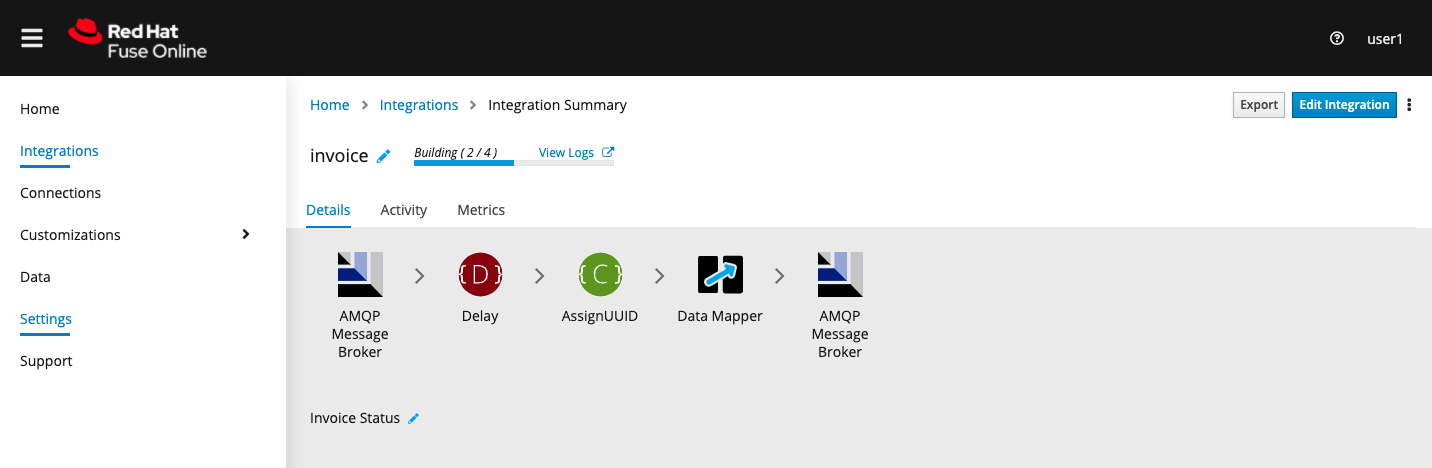 Red Hat
Fuse Online
user1
Home
Integrations
Connections
Customizations
Data
Settings
Support
Home > Integrations > Integration Summary
Export
Edit Integration
invoice
Building ( 2 / 4 )
View Logs
Details
Activity
Metrics
AMQP
Message
Broker
{ D }
Delay
{ C }
AssignUUID
Data Mapper
AMQP
Message
Broker
Invoice Status